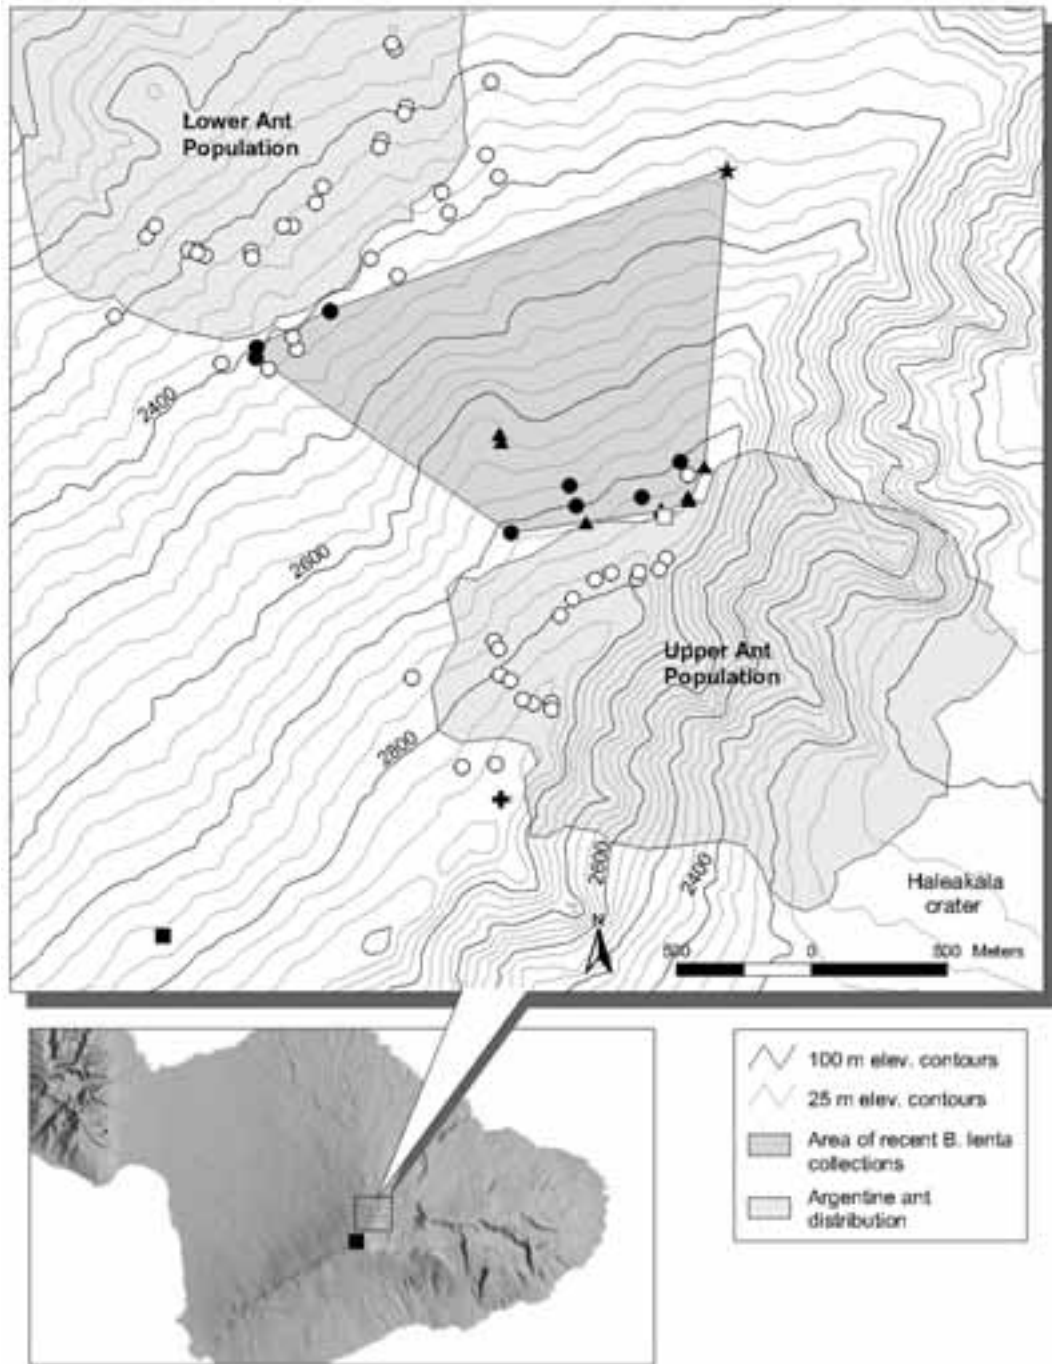 Lower Ant
Population
2400
2600
Upper Ant
Population
2800
2600
2400
Haleakāla
crater
N
500 0 500 Meters
100 m elev. contours
25 m elev. contours
Area of recent B. lenta
collections
Argentine ant
distribution